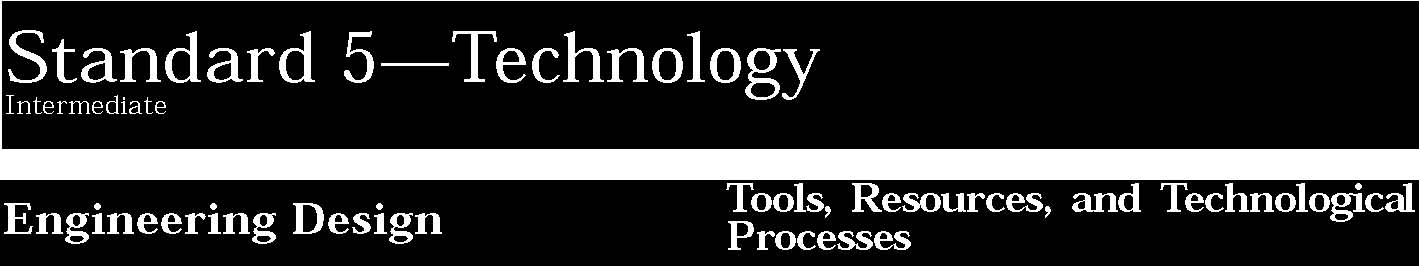 Standard 5—Technology
Intermediate
Engineering Design
Tools, Resources, and Technological
Processes